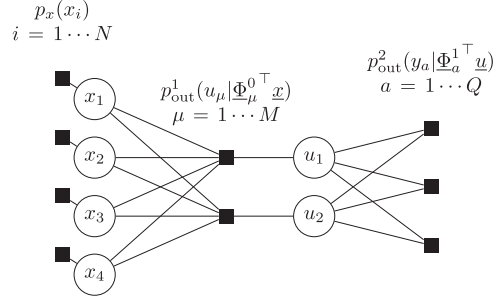 p_x(x_i)
i = 1 ⋯ N
p^1_out(u_μ|Φ^0_μ^⊤ x)
μ = 1 ⋯ M
p^2_out(y_a|Φ^1_a^⊤ u)
a = 1 ⋯ Q
x_1
x_2
x_3
x_4
u_1
u_2